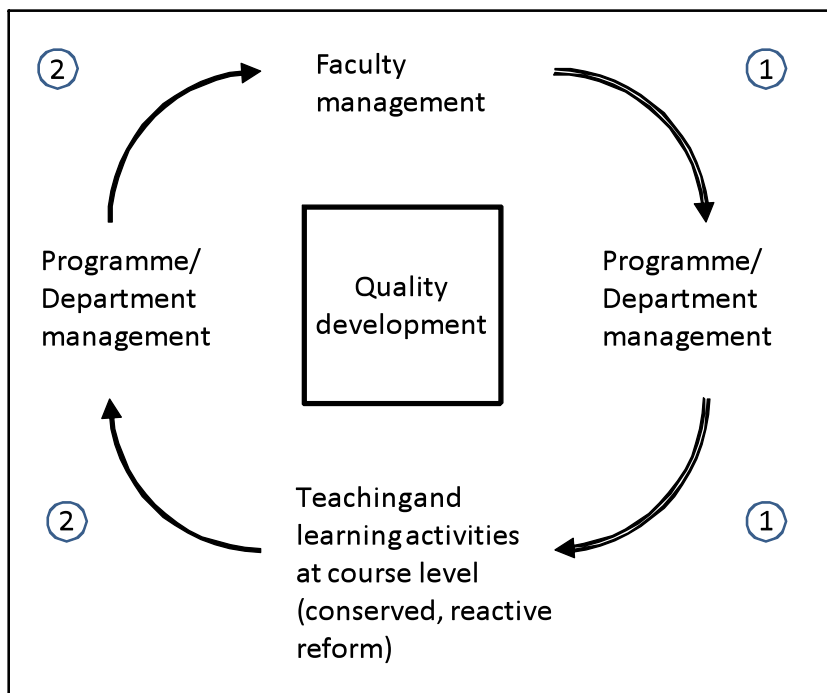 2
Faculty
management
1
Programme/
Department
management
Quality
development
Programme/
Department
management
2
Teachingand
learningactivities
at course level
(conserved, reactive
reform)
1